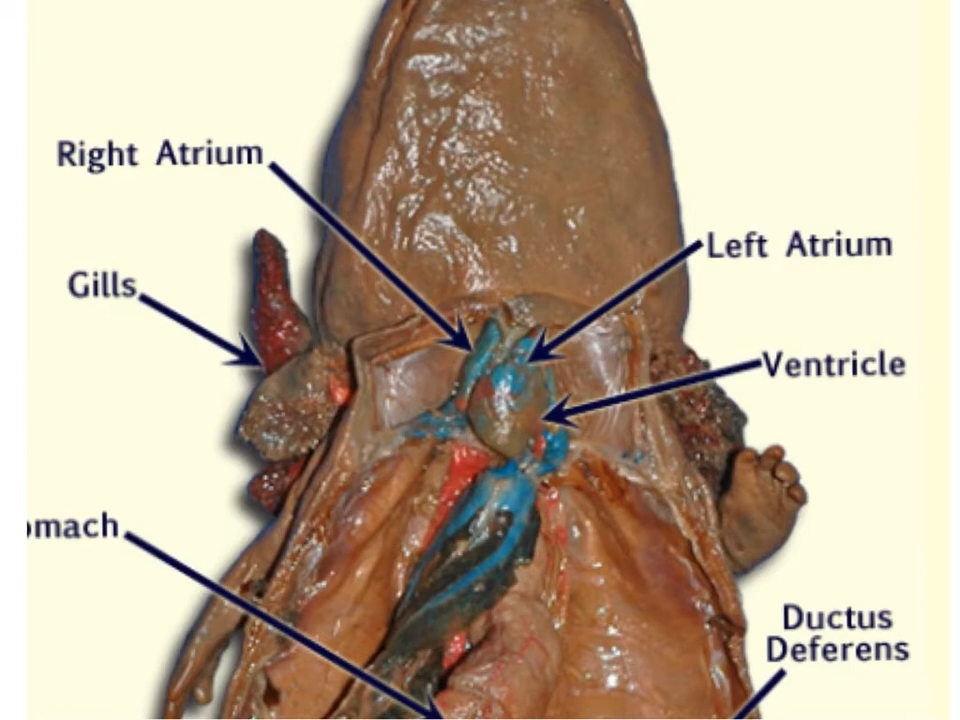 Right Atrium
Left Atrium
Gills
Ventricle
omach
Ductus
Deferens